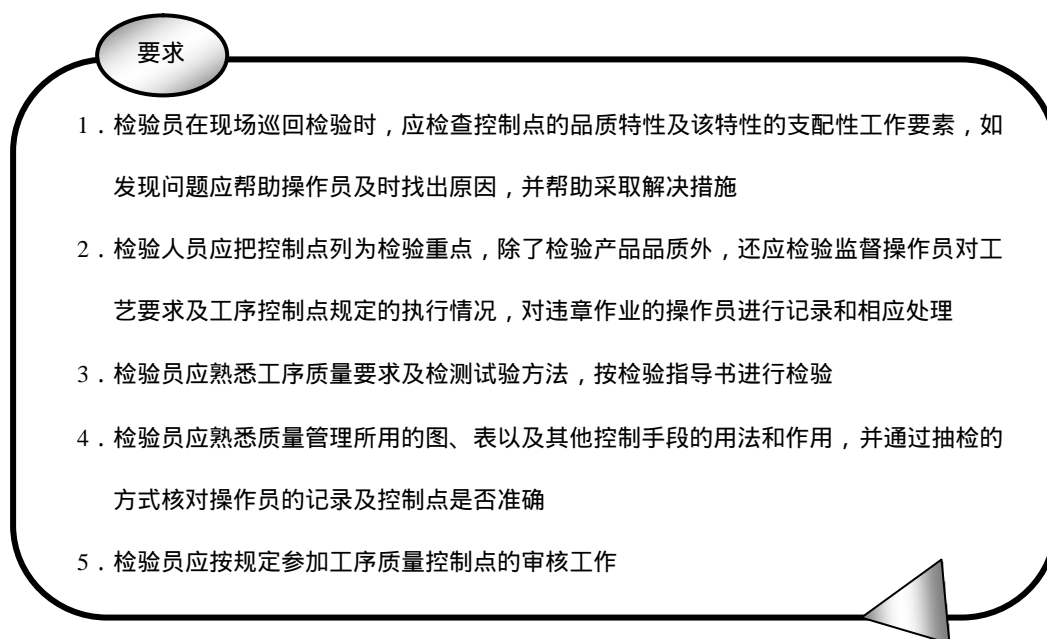 要求
1．检验员在现场巡回检验时，应检查控制点的品质特性及该特性的支配性工作要素，如
发现问题应帮助操作员及时找出原因，并帮助采取解决措施
2．检验人员应把控制点列为检验重点，除了检验产品品质外，还应检验监督操作员对工
艺要求及工序控制点规定的执行情况，对违章作业的操作员进行记录和相应处理
3．检验员应熟悉工序质量要求及检测试验方法，按检验指导书进行检验
4．检验员应熟悉质量管理所用的图、表以及其他控制手段的用法和作用，并通过抽检的
方式核对操作员的记录及控制点是否准确
5．检验员应按规定参加工序质量控制点的审核工作